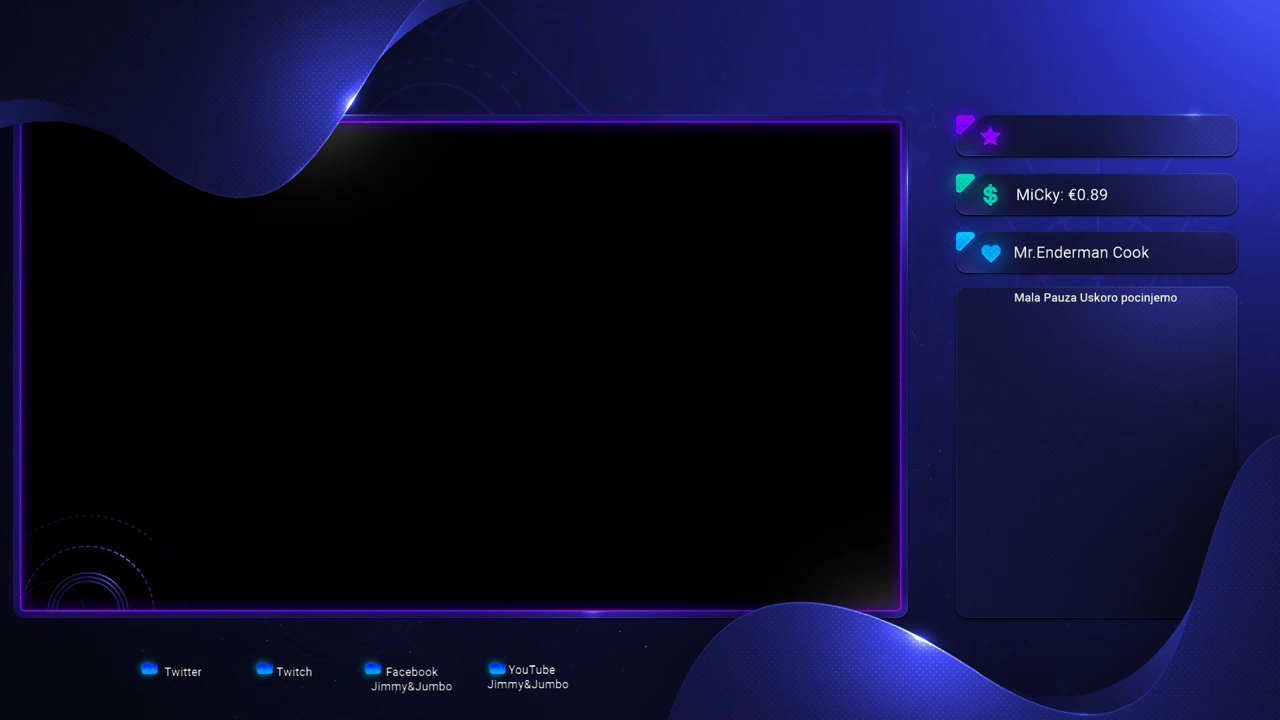 MiCky: €0.89
Mr.Enderman Cook
Mala Pauza Uskoro pocinjemo
Twitter
Twitch
Facebook
Jimmy&Jumbo
YouTube
Jimmy&Jumbo